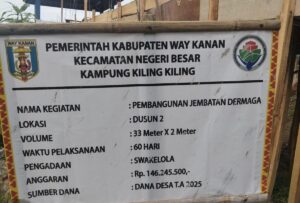 WAY KANAN
PEMERINTAH KABUPATEN WAY KANAN
KECAMATAN NEGERI BESAR
KAMPUNG KILING KILING
NAMA KEGIATAN : PEMBANGUNAN JEMBATAN DERMAGA
LOKASI : DUSUN 2
VOLUME : 33 Meter X 2 Meter
WAKTU PELAKSANAAN : 60 HARI
PENGADAAN : SWAKELOLA
ANGGARAN : Rp. 146.245.500,-
SUMBER DANA : DANA DESA T.A 2025